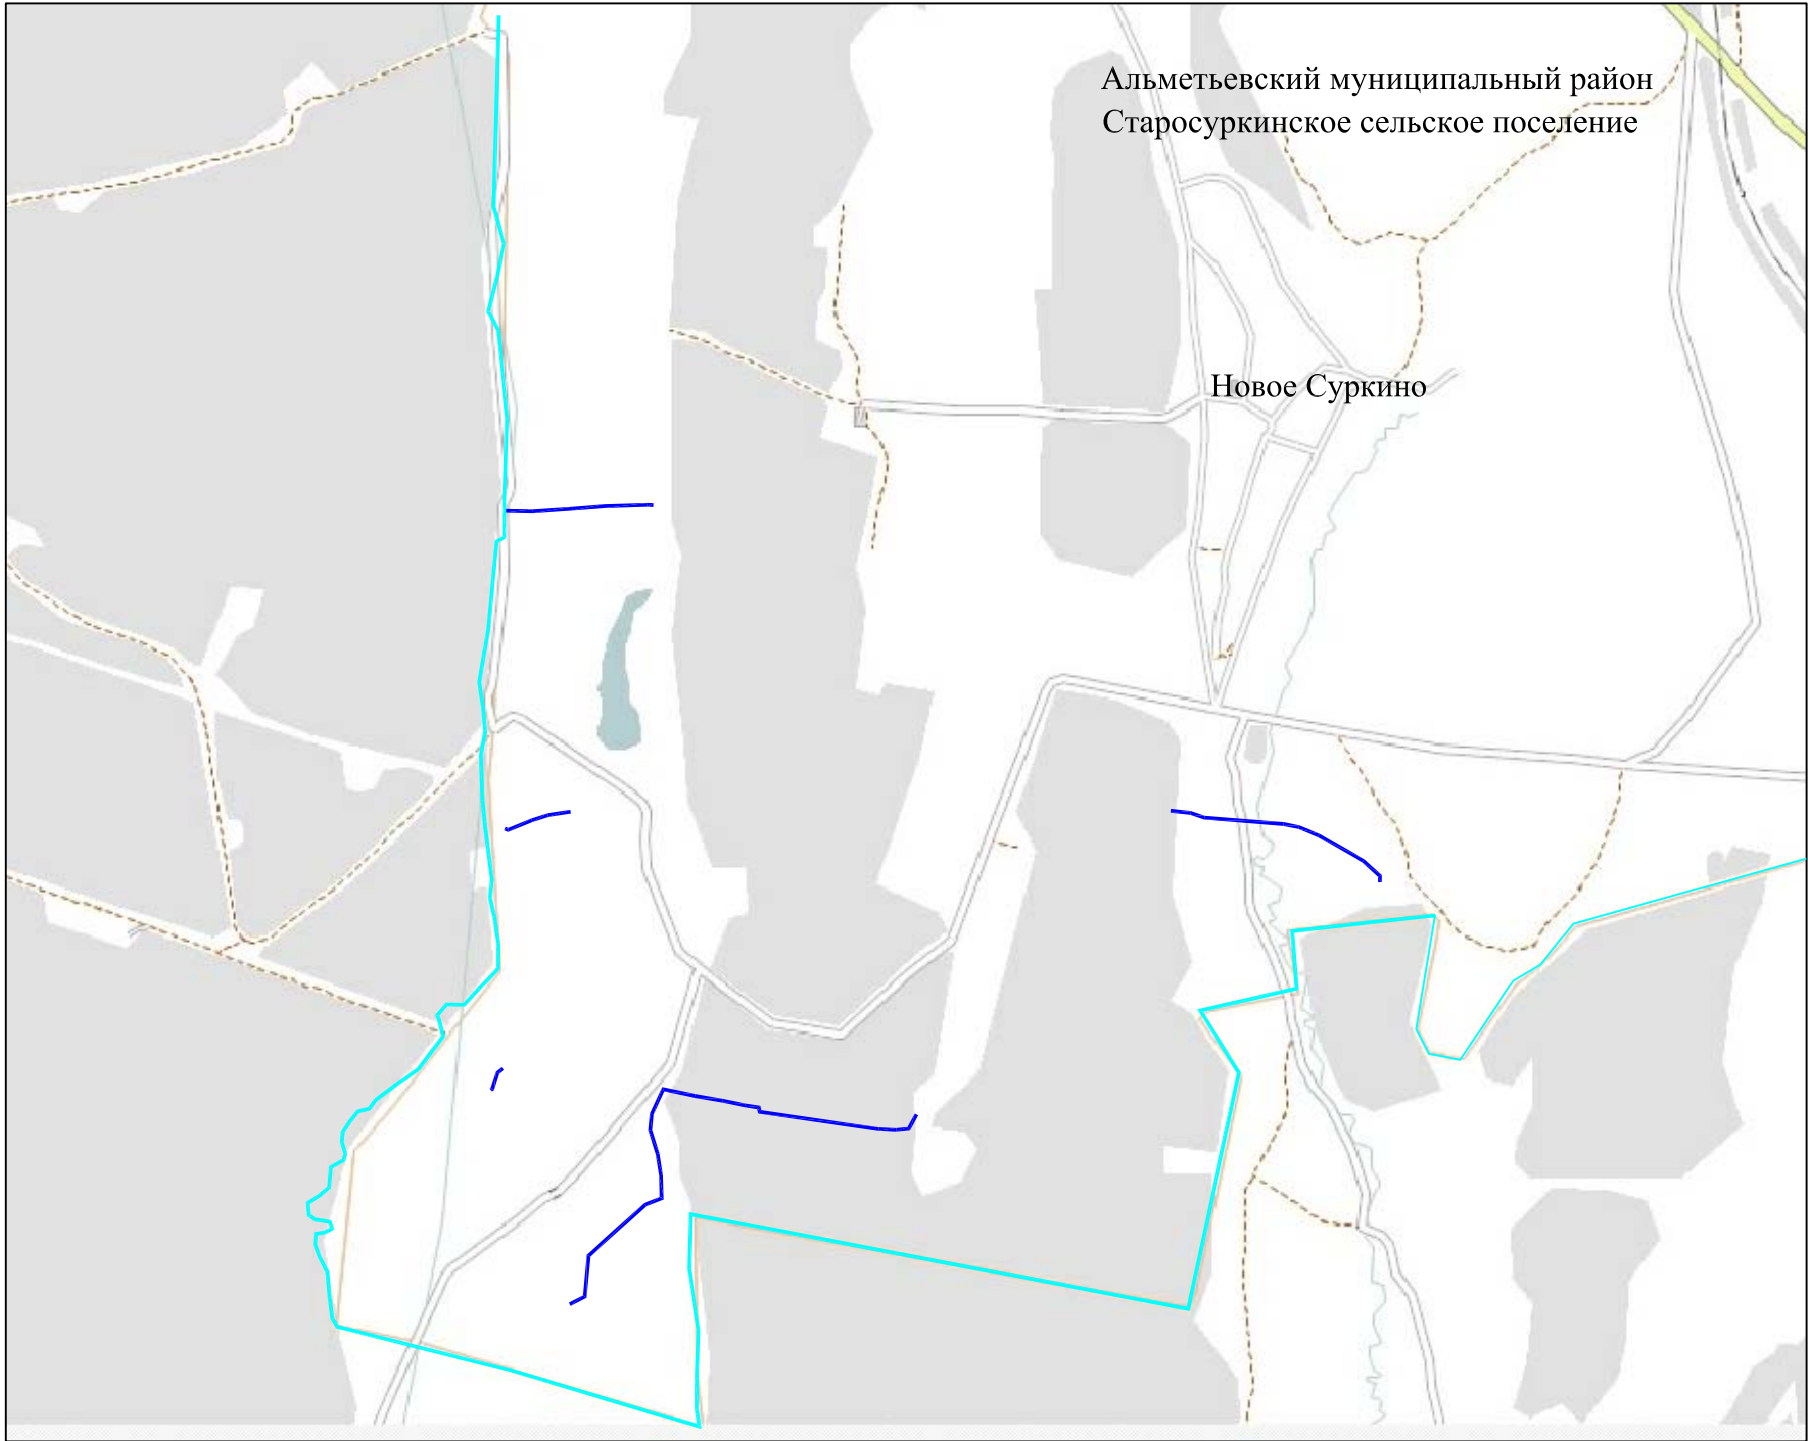 Альметьевский муниципальный район
Старосуркинское сельское поселение
Новое Суркино